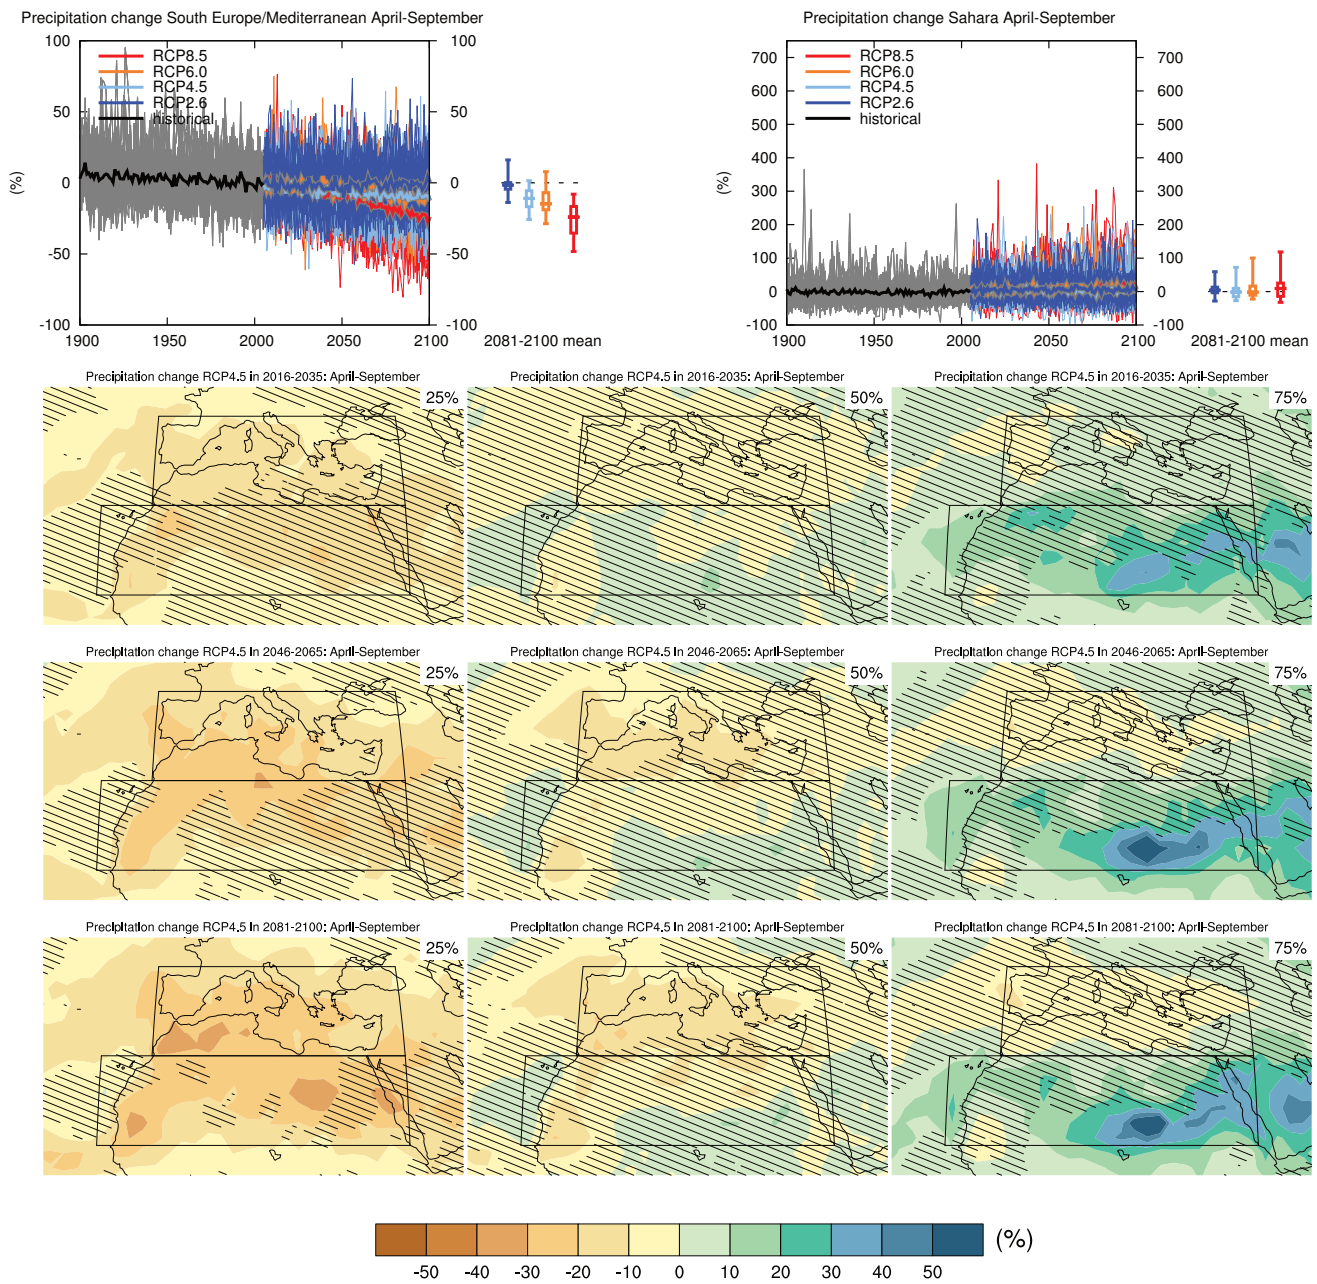 Precipitation change South Europe/Mediterranean April-September
100
50
0
-50
-100
(%)
RCP8.5
RCP6.0
RCP4.5
RCP2.6
historical
100
50
0
-50
-100
1900 1950 2000 2050 2100
2081-2100 mean
Precipitation change Sahara April-September
700
600
500
400
300
200
100
0
-100
(%)
RCP8.5
RCP6.0
RCP4.5
RCP2.6
historical
700
600
500
400
300
200
100
0
-100
1900 1950 2000 2050 2100
2081-2100 mean
Precipitation change RCP4.5 in 2016-2035: April-September
25%
Precipitation change RCP4.5 in 2016-2035: April-September
50%
Precipitation change RCP4.5 in 2016-2035: April-September
75%
Precipitation change RCP4.5 in 2046-2065: April-September
25%
Precipitation change RCP4.5 in 2046-2065: April-September
50%
Precipitation change RCP4.5 in 2046-2065: April-September
75%
Precipitation change RCP4.5 in 2081-2100: April-September
25%
Precipitation change RCP4.5 in 2081-2100: April-September
50%
Precipitation change RCP4.5 in 2081-2100: April-September
75%
(%)
-50 -40 -30 -20 -10 0 10 20 30 40 50